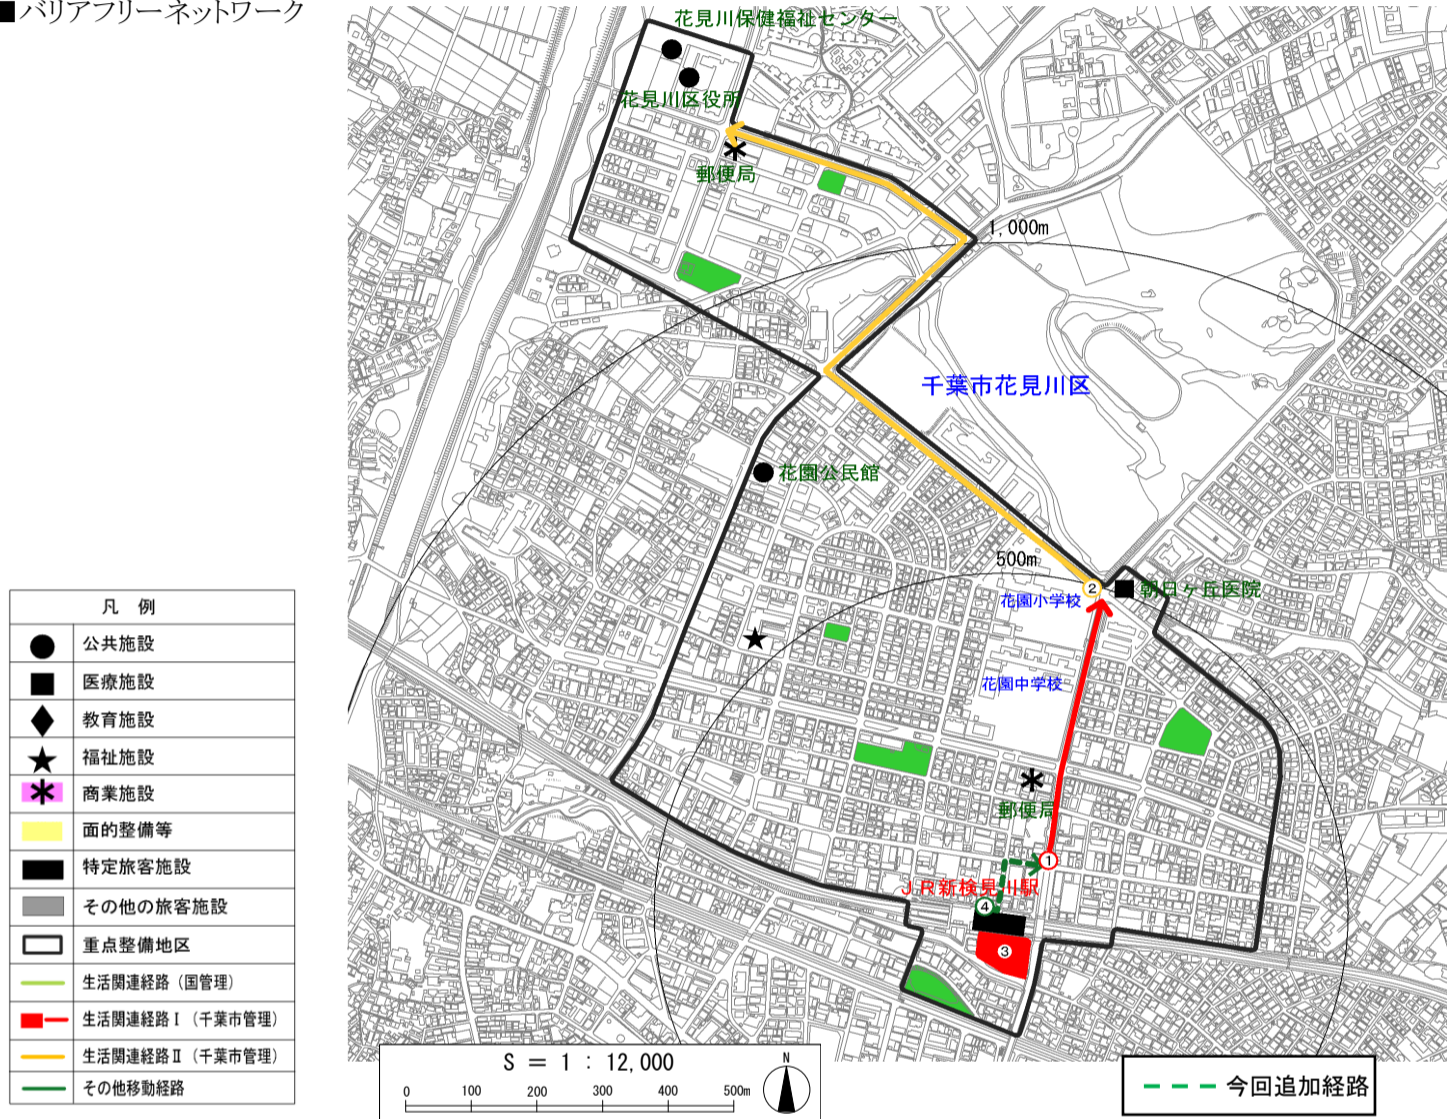 ■バリアフリーネットワーク
花見川保健福祉センター
花見川区役所
郵便局
1,000m
千葉市花見川区
花園公民館
500m
②
朝日ヶ丘医院
花園小学校
花園中学校
郵便局
①
JR新検見川駅
④
③
凡 例
公共施設
医療施設
教育施設
福祉施設
商業施設
面的整備等
特定旅客施設
その他の旅客施設
重点整備地区
生活関連経路（国管理）
生活関連経路Ⅰ（千葉市管理）
生活関連経路Ⅱ（千葉市管理）
その他移動経路
S = 1 : 12,000
N
0 100 200 300 400 500m
今回追加経路